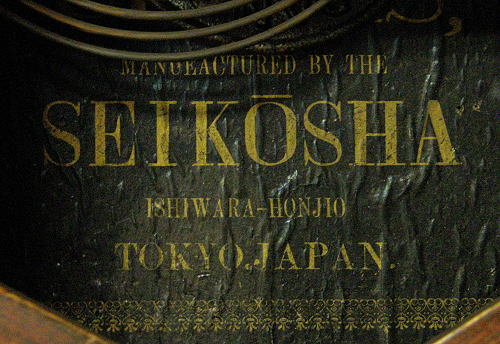 MANUFACTURED BY THE
SEIKŌSHA
ISHIWARA-HONJIO
TOKYO, JAPAN.